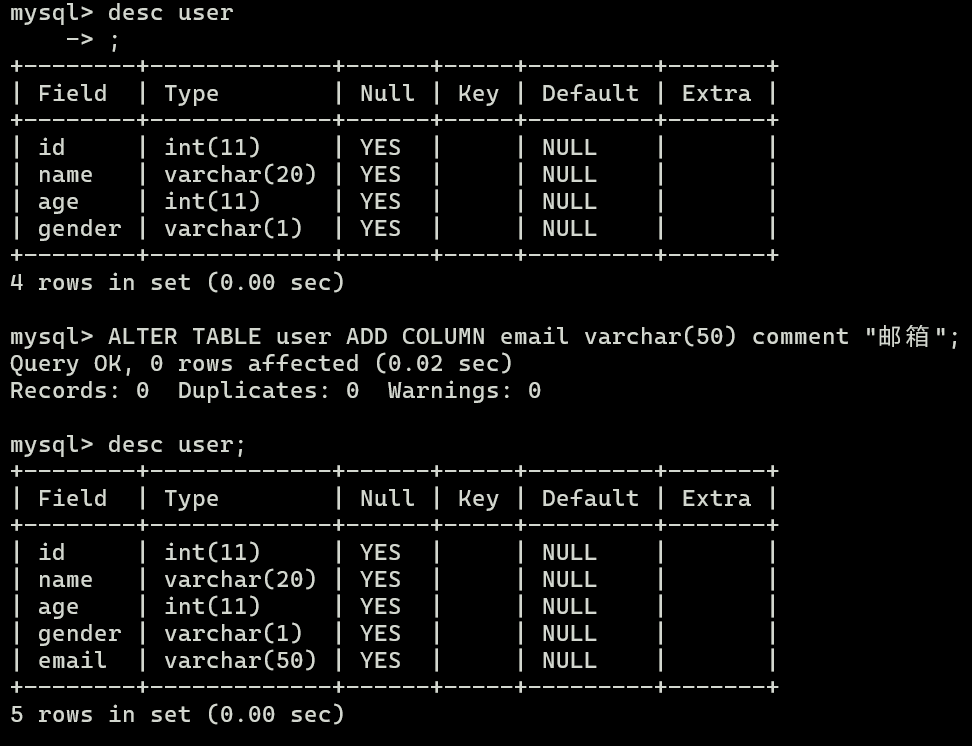 mysql> desc user
    -> ;
+--------+-------------+------+-----+---------+-------+
| Field  | Type        | Null | Key | Default | Extra |
+--------+-------------+------+-----+---------+-------+
| id     | int(11)     | YES  |     | NULL    |       |
| name   | varchar(20) | YES  |     | NULL    |       |
| age    | int(11)     | YES  |     | NULL    |       |
| gender | varchar(1)  | YES  |     | NULL    |       |
+--------+-------------+------+-----+---------+-------+
4 rows in set (0.00 sec)

mysql> ALTER TABLE user ADD COLUMN email varchar(50) comment "邮箱";
Query OK, 0 rows affected (0.02 sec)
Records: 0  Duplicates: 0  Warnings: 0

mysql> desc user;
+--------+-------------+------+-----+---------+-------+
| Field  | Type        | Null | Key | Default | Extra |
+--------+-------------+------+-----+---------+-------+
| id     | int(11)     | YES  |     | NULL    |       |
| name   | varchar(20) | YES  |     | NULL    |       |
| age    | int(11)     | YES  |     | NULL    |       |
| gender | varchar(1)  | YES  |     | NULL    |       |
| email  | varchar(50) | YES  |     | NULL    |       |
+--------+-------------+------+-----+---------+-------+
5 rows in set (0.00 sec)